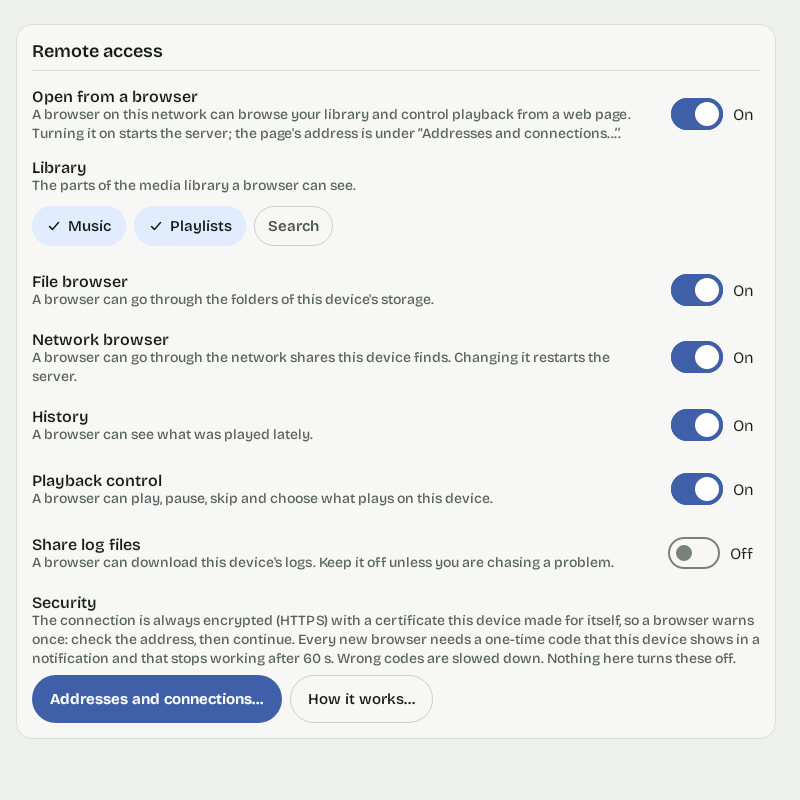 Remote access
Open from a browser
A browser on this network can browse your library and control playback from a web page.
Turning it on starts the server; the page's address is under “Addresses and connections...”.
On
Library
The parts of the media library a browser can see.
Music
Playlists
Search
File browser
A browser can go through the folders of this device's storage.
On
Network browser
A browser can go through the network shares this device finds. Changing it restarts the
server.
On
History
A browser can see what was played lately.
On
Playback control
A browser can play, pause, skip and choose what plays on this device.
On
Share log files
A browser can download this device's logs. Keep it off unless you are chasing a problem.
Off
Security
The connection is always encrypted (HTTPS) with a certificate this device made for itself, so a browser warns
once: check the address, then continue. Every new browser needs a one-time code that this device shows in a
notification and that stops working after 60 s. Wrong codes are slowed down. Nothing here turns these off.
Addresses and connections...
How it works...